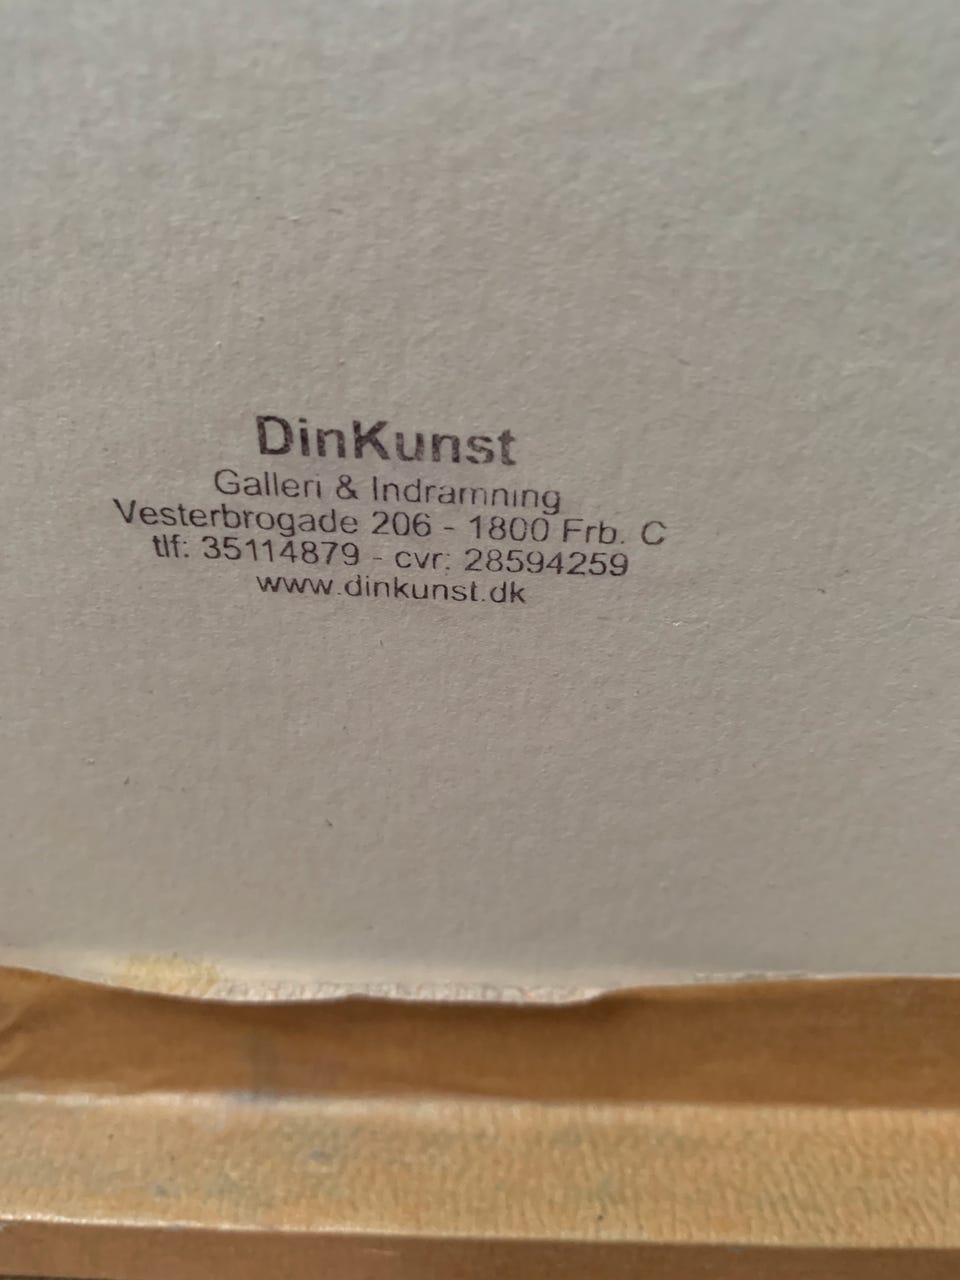 DinKunst
Galleri & Indramning
Vesterbrogade 206 - 1800 Frb. C
tlf: 35114879 - cvr: 28594259
www.dinkunst.dk